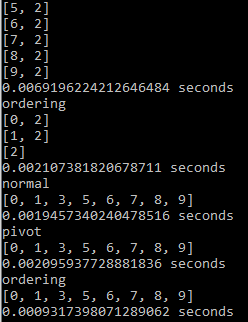 [5, 2]
[6, 2]
[7, 2]
[8, 2]
[9, 2]
0.0069196224212646484 seconds
ordering
[0, 2]
[1, 2]
[2]
0.002107381820678711 seconds
normal
[0, 1, 3, 5, 6, 7, 8, 9]
0.0019457340240478516 seconds
pivot
[0, 1, 3, 5, 6, 7, 8, 9]
0.002095937728881836 seconds
ordering
[0, 1, 3, 5, 6, 7, 8, 9]
0.0009317398071289062 seconds